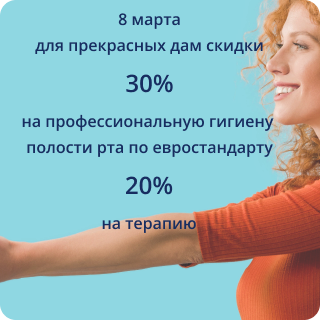 8 марта
для прекрасных дам скидки
30%
на профессиональную гигиену
полости рта по евростандарту
20%
на терапию